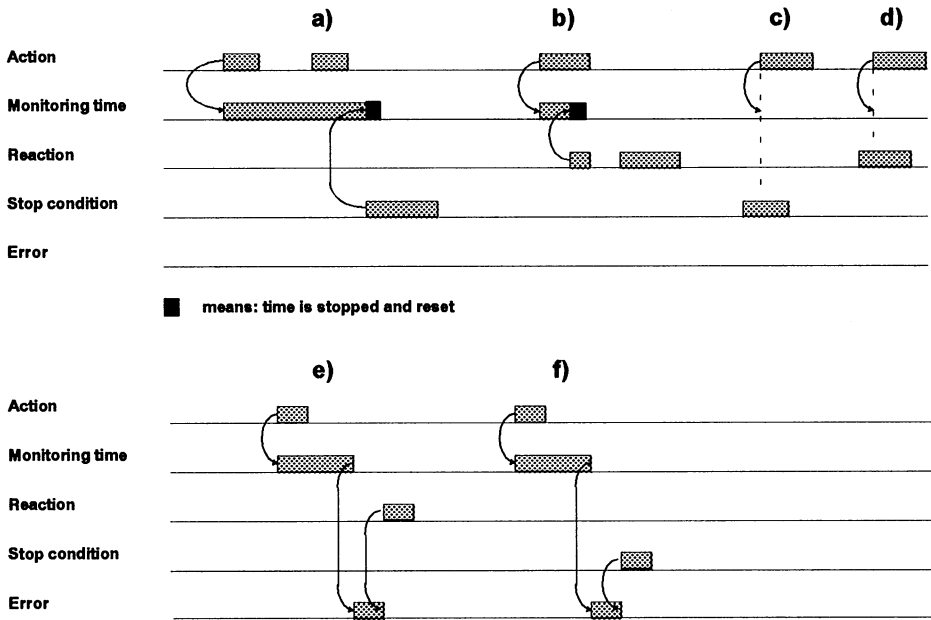 a) b) c) d)
Action
Monitoring time
Reaction
Stop condition
Error
means: time is stopped and reset
e) f)
Action
Monitoring time
Reaction
Stop condition
Error